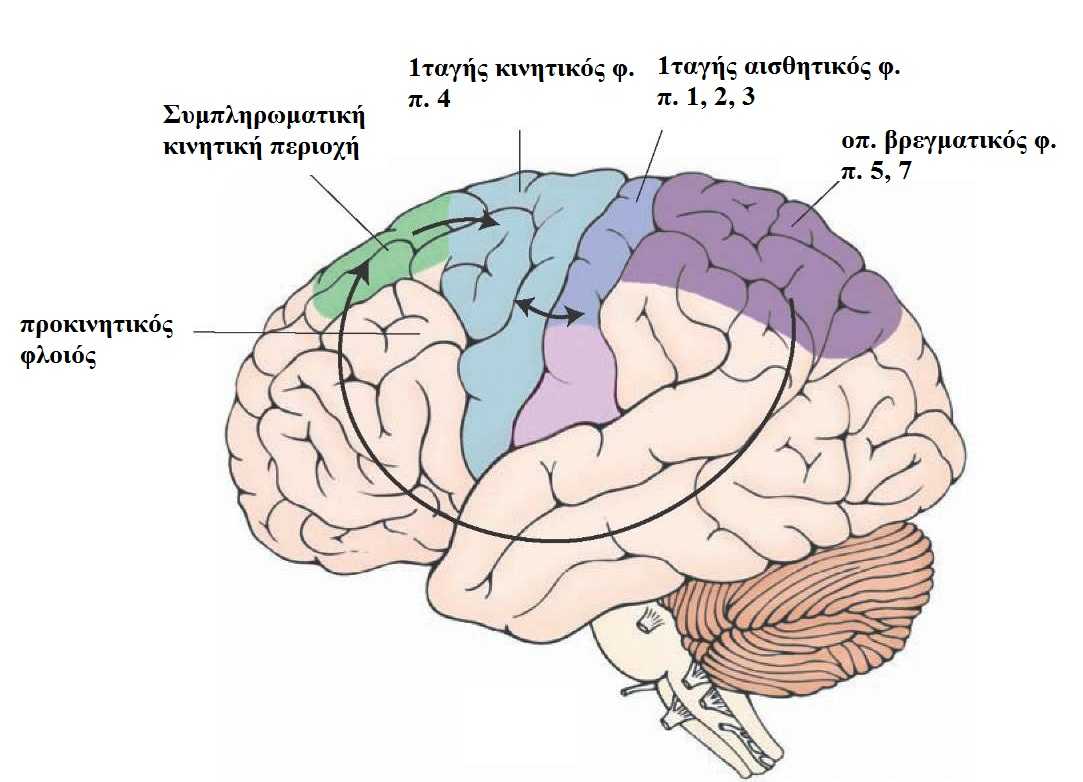 1ταγής κινητικός φ.
π. 4
1ταγής αισθητικός φ.
π. 1, 2, 3
Συμπληρωματική
κινητική περιοχή
οπ. βρεγματικός φ.
π. 5, 7
προκινητικός
φλοιός